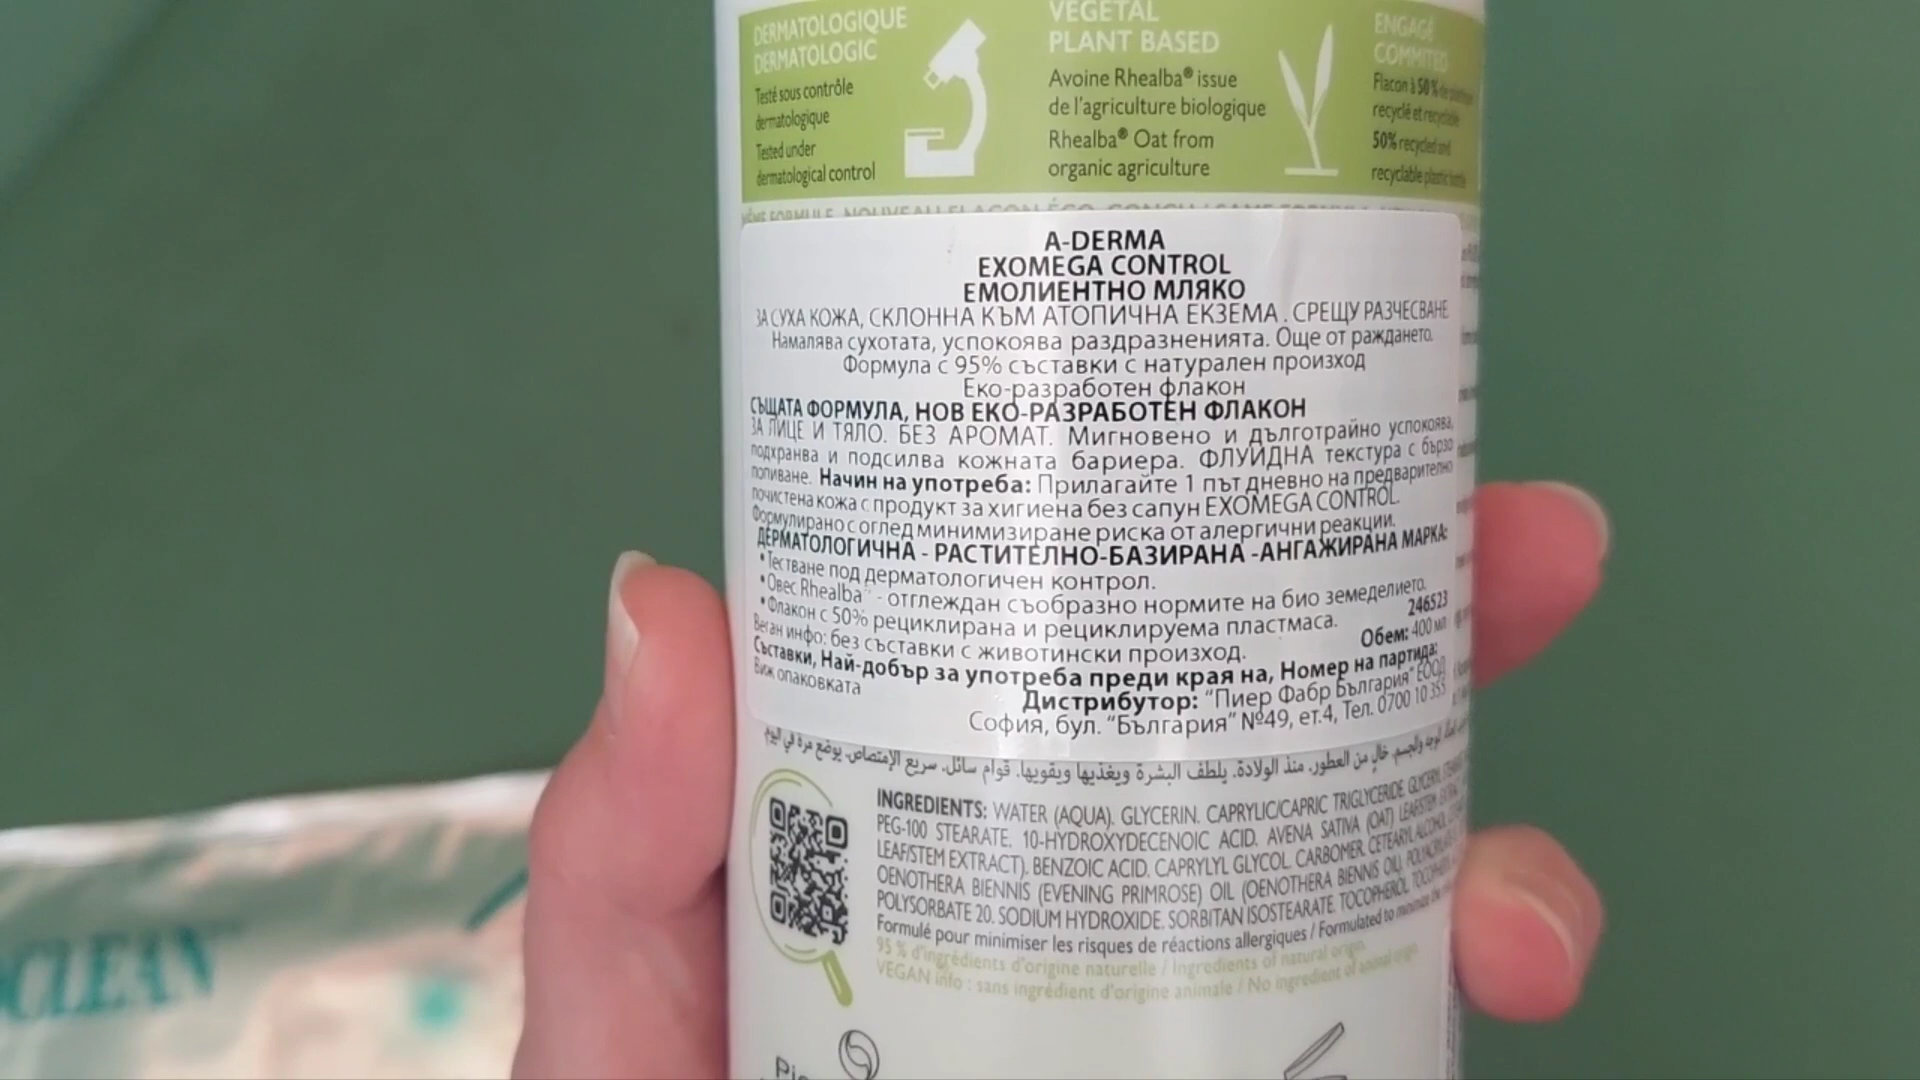 DERMATOLOGIQUE
DERMATOLOGIC
Testé sous contrôle
dermatologique
Tested under
dermatological control
VÉGÉTAL
PLANT BASED
Avoine Rhealba® issue
de l'agriculture biologique
Rhealba® Oat from
organic agriculture
ENGAGÉ
COMMITED
Flacon à 50% de
recyclé et recyclable
50% recycled and
recyclable plastic bottle
A-DERMA
EXOMEGA CONTROL
ЕМОЛИЕНТНО МЛЯКО
ЗА СУХА КОЖА, СКЛОННА КЪМ АТОПИЧНА ЕКЗЕМА . СРЕЩУ РАЗЧЕСВАНЕ
Намалява сухотата, успокоява раздразненията. Още от раждането.
Формула с 95% съставки с натурален произход
Еко-разработен флакон
СЪЩАТА ФОРМУЛА, НОВ ЕКО-РАЗРАБОТЕН ФЛАКОН
ЗА ЛИЦЕ И ТЯЛО. БЕЗ АРОМАТ. Мигновено и дълготрайно успокоява,
подхранва и подсилва кожната бариера. ФЛУИДНА текстура с бързо
попиване. Начин на употреба: Прилагайте 1 път дневно на предварително
почистена кожа с продукт за хигиена без сапун EXOMEGA CONTROL.
Формулирано с оглед минимизиране риска от алергични реакции.
ДЕРМАТОЛОГИЧНА - РАСТИТЕЛНО-БАЗИРАНА -АНГАЖИРАНА МАРКА:
•Тестване под дерматологичен контрол.
•Овес Rhealba® - отглеждан съобразно нормите на био земеделието.
•Флакон с 50% рециклирана и рециклируема пластмаса. 246523
Веган инфо: без съставки с животински произход. Обем: 400 мл
Съставки, Най-добър за употреба преди края на, Номер на партида:
Виж опаковката
Дистрибутор: “Пиер Фабр България” ЕООД
София, бул. “България” №49, ет.4, Тел. 0700 10 355
والجسم. خالٍ من العطور. منذ الولادة. يلطف البشرة ويغذيها ويقويها. قوام سائل. سريع الإمتصاص. يوضع مرة في اليوم
INGREDIENTS: WATER (AQUA). GLYCERIN. CAPRYLIC/CAPRIC TRIGLYCERIDE. GLYCERYL
PEG-100 STEARATE. 10-HYDROXYDECENOIC ACID. AVENA SATIVA (OAT) LEAF/STEM EXTRACT
LEAF/STEM EXTRACT). BENZOIC ACID. CAPRYLYL GLYCOL. CARBOMER. CETEARYL ALCOHOL.
OENOTHERA BIENNIS (EVENING PRIMROSE) OIL (OENOTHERA BIENNIS OIL).
POLYSORBATE 20. SODIUM HYDROXIDE. SORBITAN ISOSTEARATE. TOCOPHEROL.
Formulé pour minimiser les risques de réactions allergiques / Formulated to minimize the
95 % d'ingrédients d'origine naturelle / Ingredients of natural origin
VEGAN info : sans ingrédient d'origine animale / No ingredient of animal origin
CLEAN